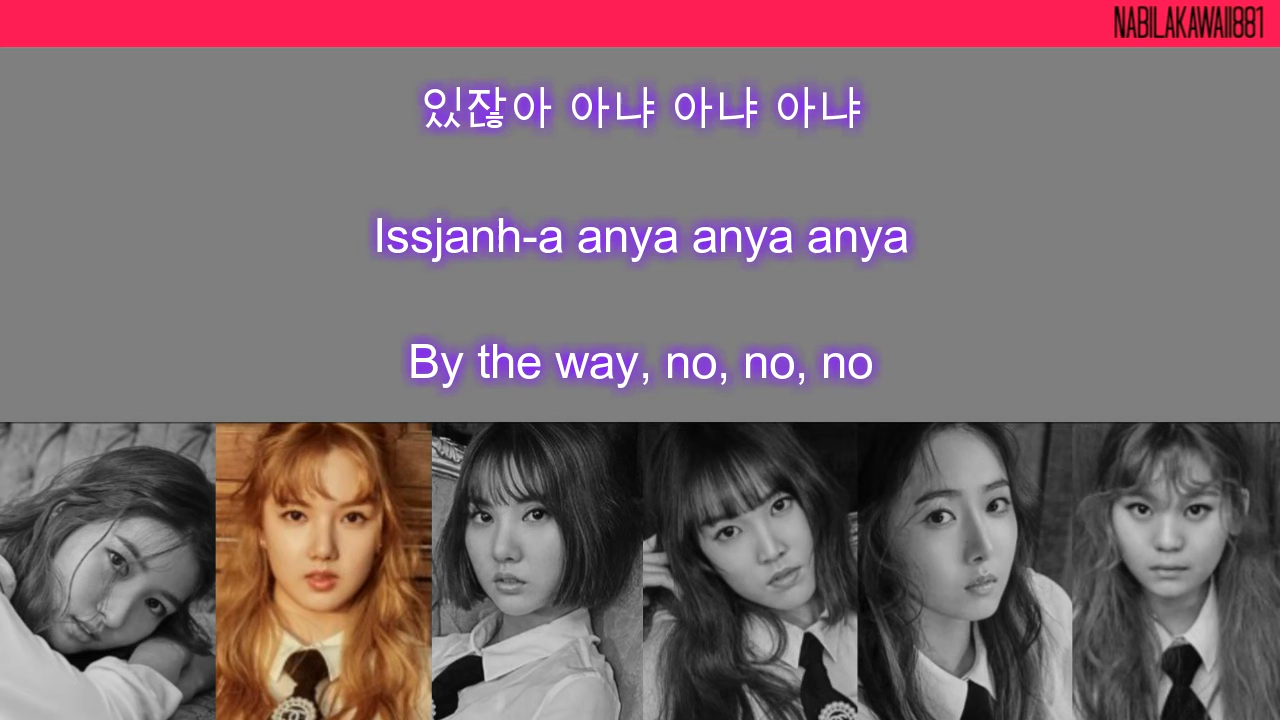 NABILAKAWAII881
있잖아 아냐 아냐 아냐
Issjanh-a anya anya anya
By the way, no, no, no